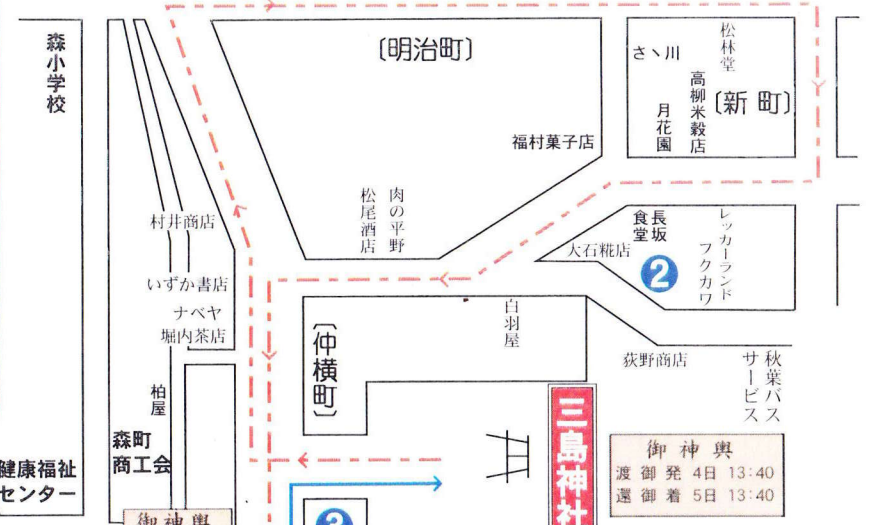 森小学校
〔明治町〕
松林堂
さゝ川
高柳米穀店
〔新町〕
月花園
福村菓子店
肉の平野
松尾酒店
村井商店
長坂食堂
レッカーランド
フクカワ
大石糀店
2
いずか書店
ナベヤ
堀内茶店
白羽屋
〔仲横町〕
荻野商店
秋葉バス
サービス
柏屋
三島神社
森町
商工会
健康福祉
センター
御神輿
渡御発 4日 13:40
還御着 5日 13:40
御神輿
3